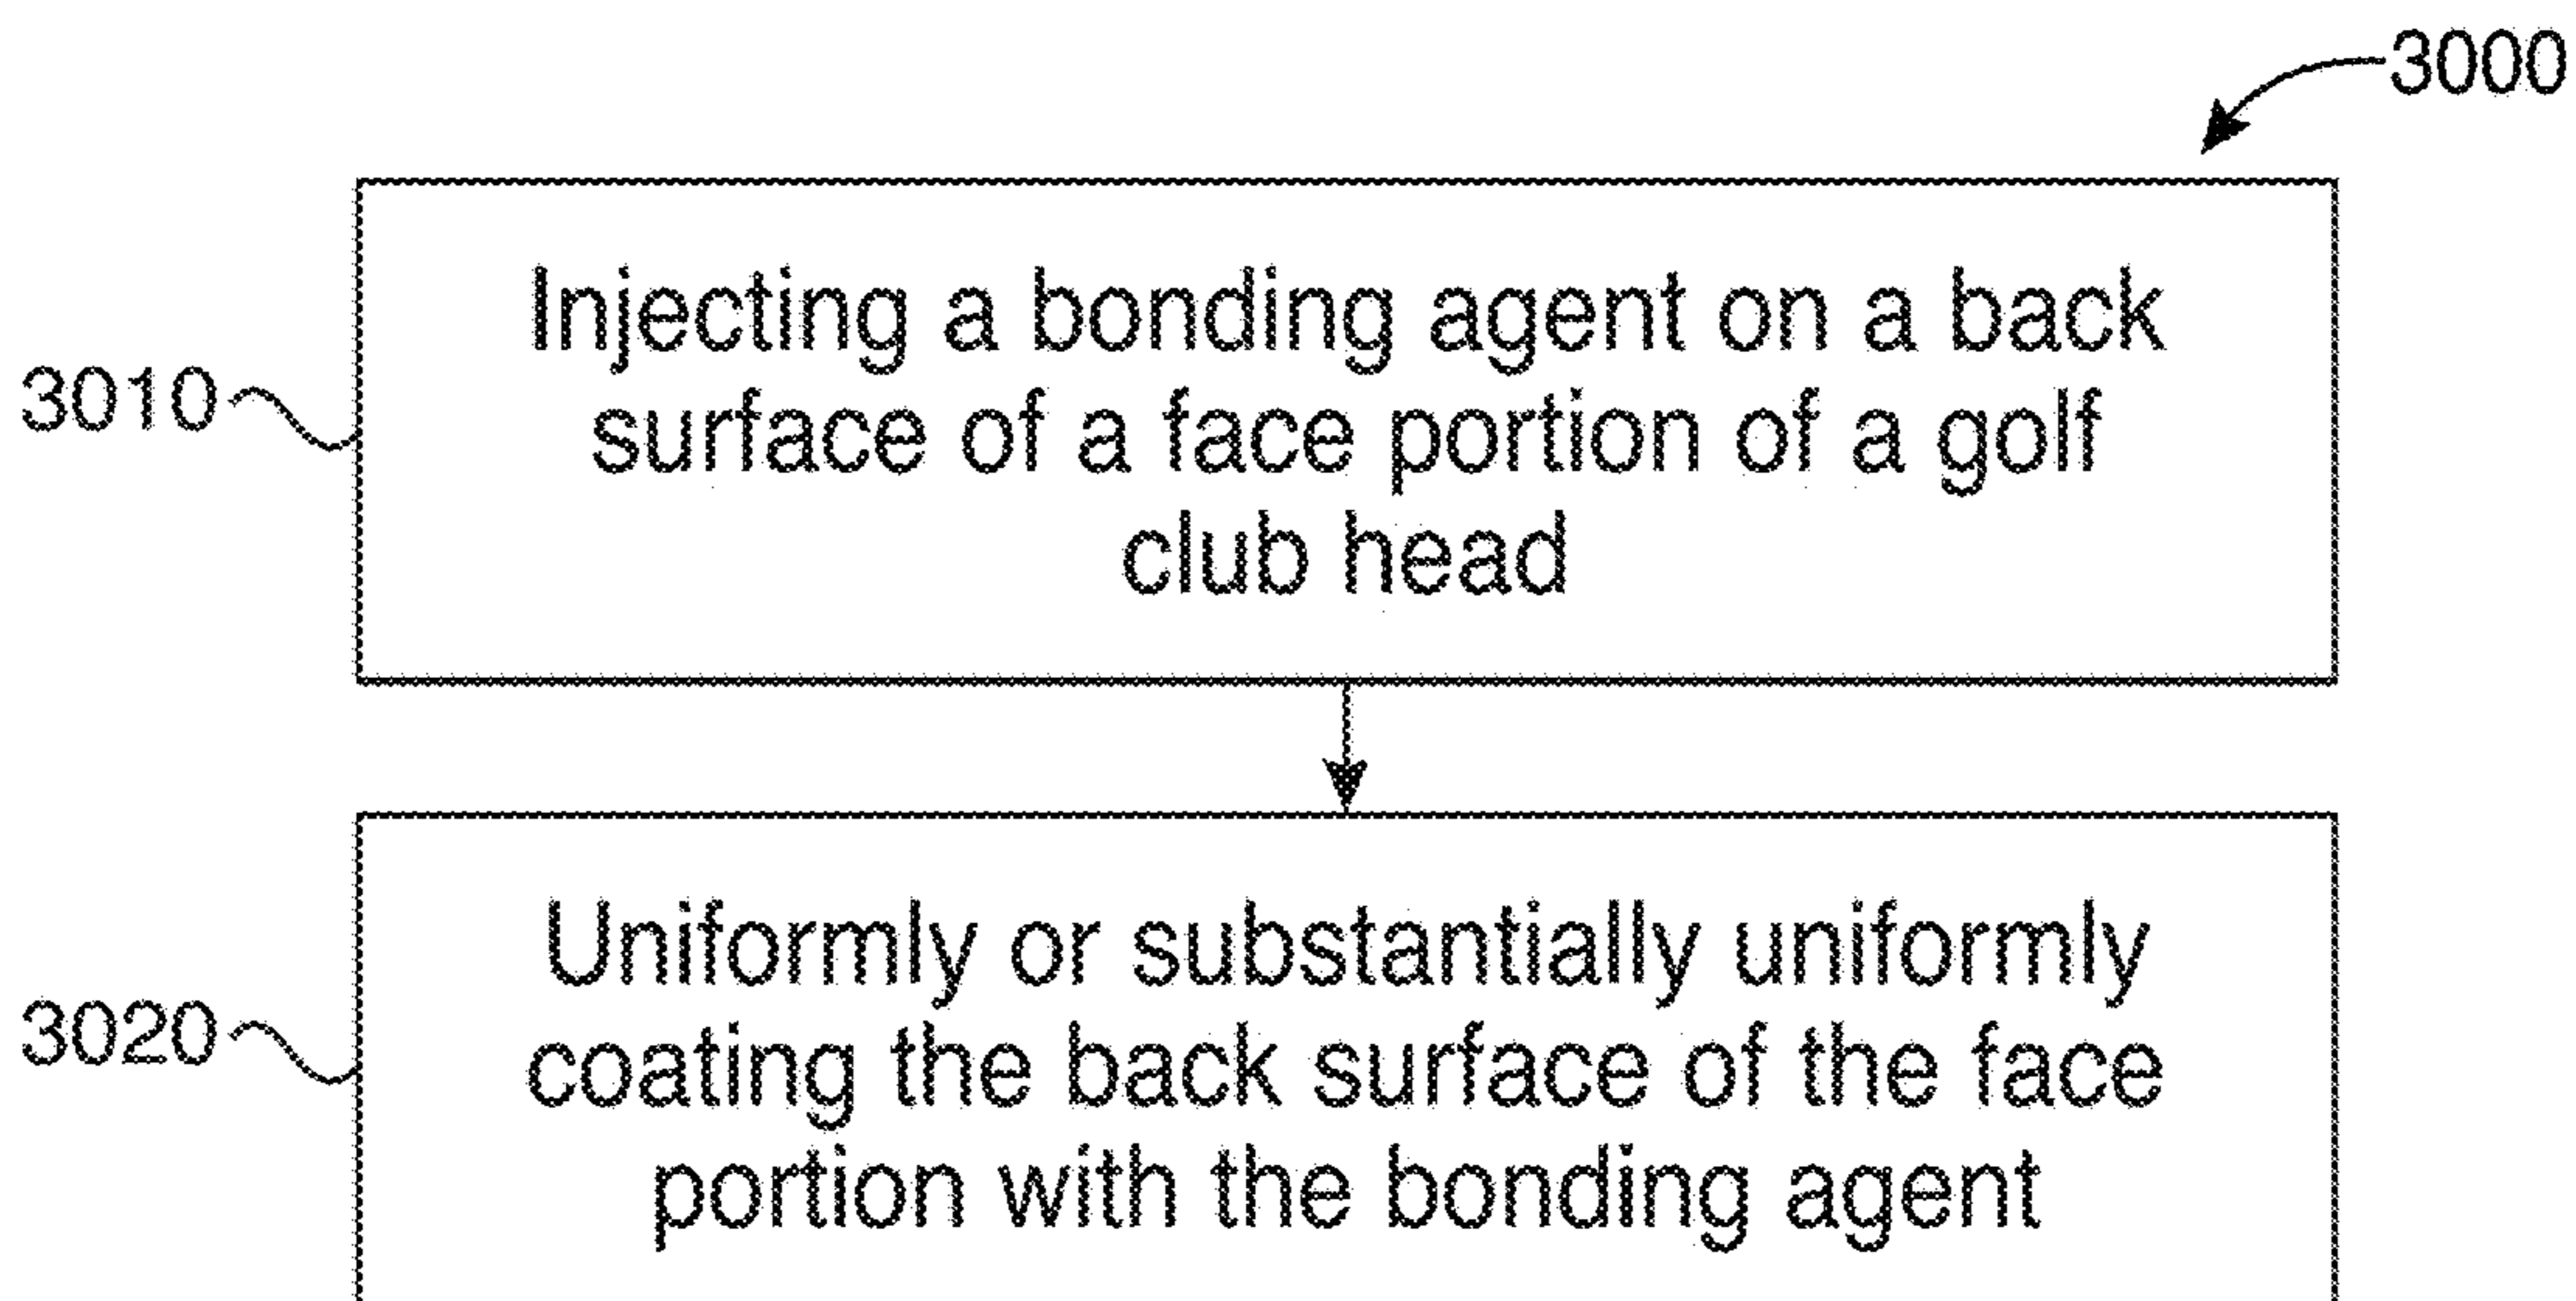 3000
Injecting a bonding agent on a back
surface of a face portion of a golf
club head
3010
Uniformly or substantially uniformly
coating the back surface of the face
portion with the bonding agent
3020